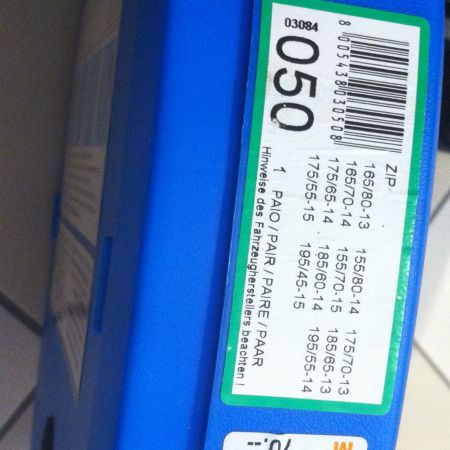 03084
8 005438 030508
050
ZIP
165/80-13 155/80-14 175/70-13
165/70-14 155/70-15 185/65-13
175/65-14 185/60-14 195/55-14
175/55-15 195/45-15
1 PAIO / PAIR / PAIRE / PAAR
Hinweise des Fahrzeugherstellers beachten !
70.--